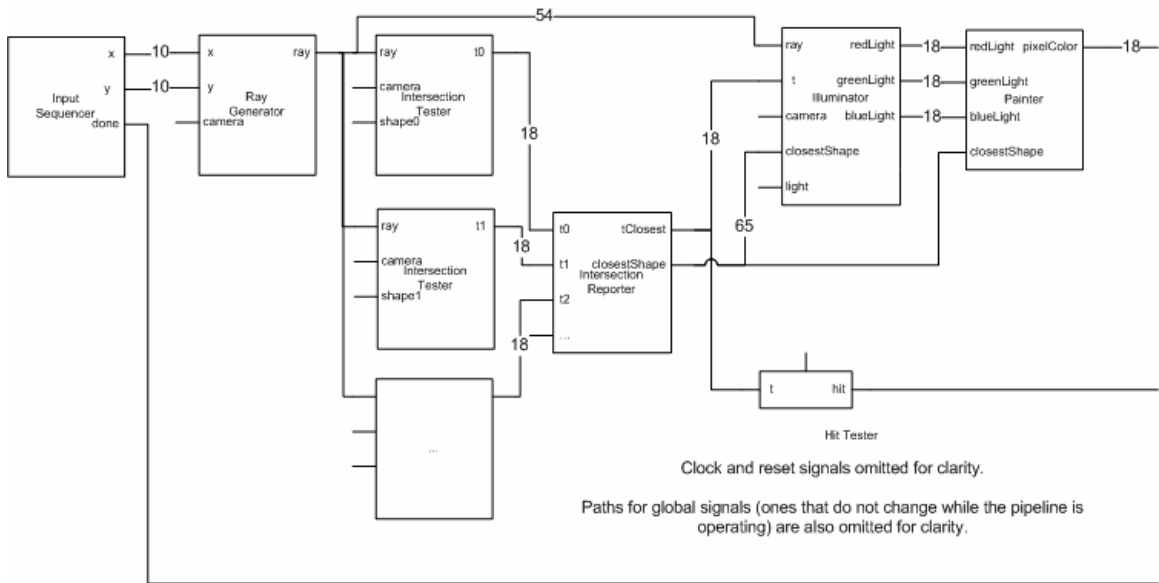 54
x
10
x
ray
ray
t0
ray
redLight
18
redLight
pixelColor
18
y
10
y
camera
t
greenLight
18
greenLight
Input
Sequencer
Ray
Generator
Intersection
Tester
Illuminator
Painter
done
camera
shape0
camera
blueLight
18
blueLight
18
18
closestShape
closestShape
light
ray
t1
18
t0
tClosest
65
camera
Intersection
Tester
t1
closestShape
Intersection
Reporter
shape1
t2
18
...
...
t
hit
Hit Tester
Clock and reset signals omitted for clarity.
Paths for global signals (ones that do not change while the pipeline is
operating) are also omitted for clarity.